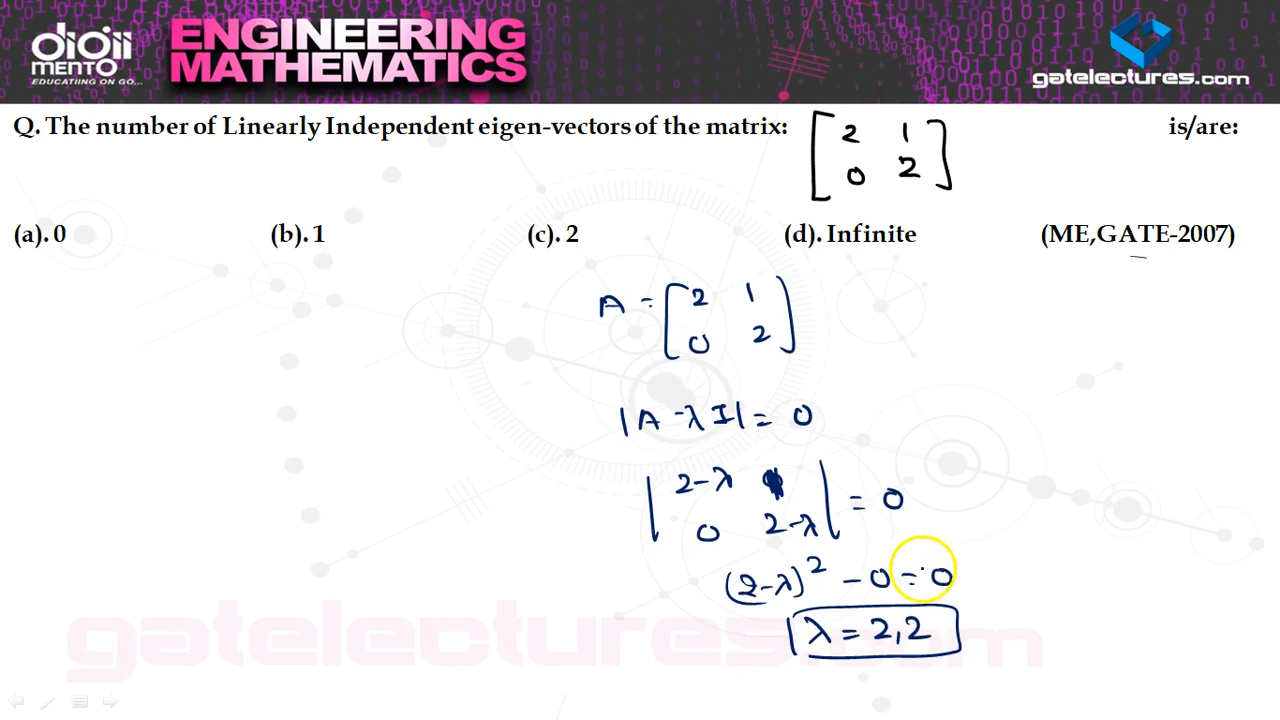 digii
MENTO
EDUCATIING ON GO...
ENGINEERING
MATHEMATICS
gatelectures.com
Q. The number of Linearly Independent eigen-vectors of the matrix: [2 1 is/are:
0 2]
(a). 0 (b). 1 (c). 2 (d). Infinite (ME,GATE-2007)
A = [2 1
0 2]
|A - λI| = 0
|2-λ
0 2-λ| = 0
(2-λ)² - 0 = 0
λ = 2,2
gatelectures.com